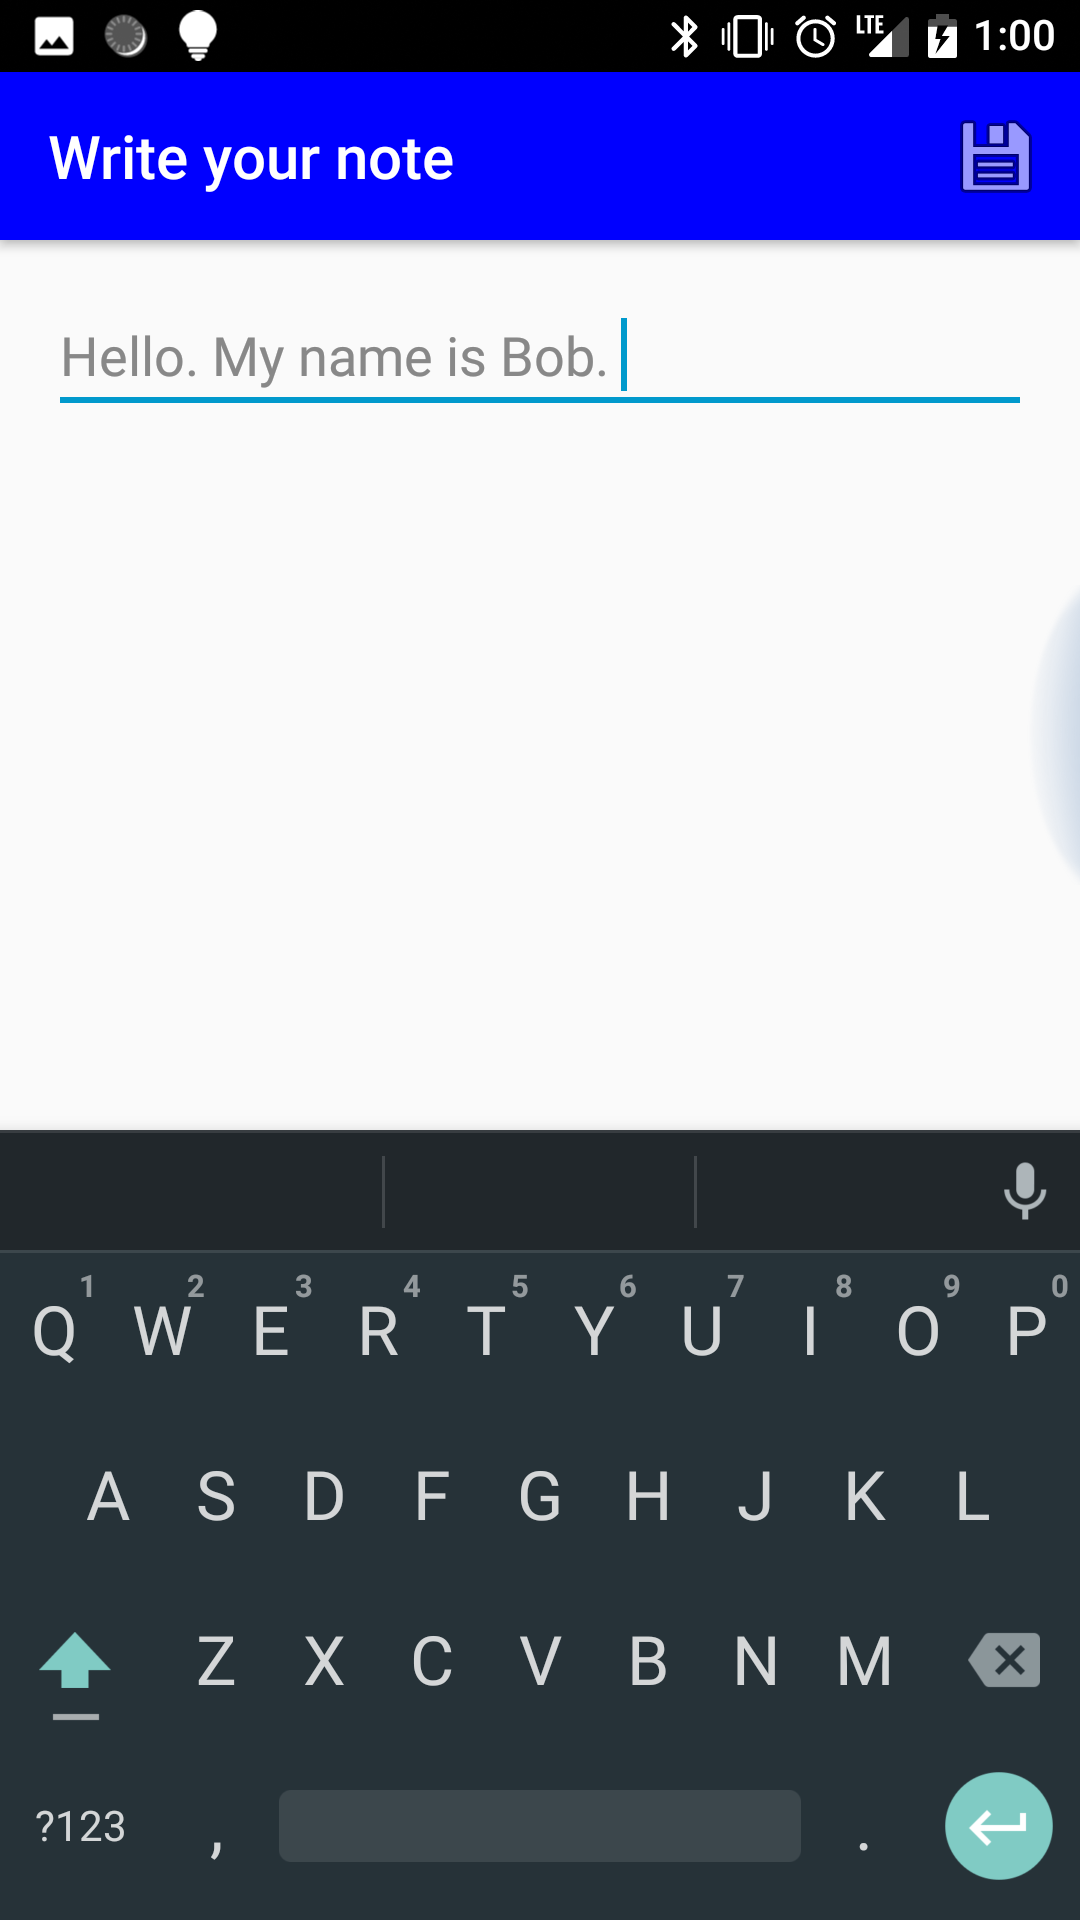 LTE 1:00
Write your note
Hello. My name is Bob.
1 2 3 4 5 6 7 8 9 0
Q W E R T Y U I O P
A S D F G H J K L
Z X C V B N M
?123 , .